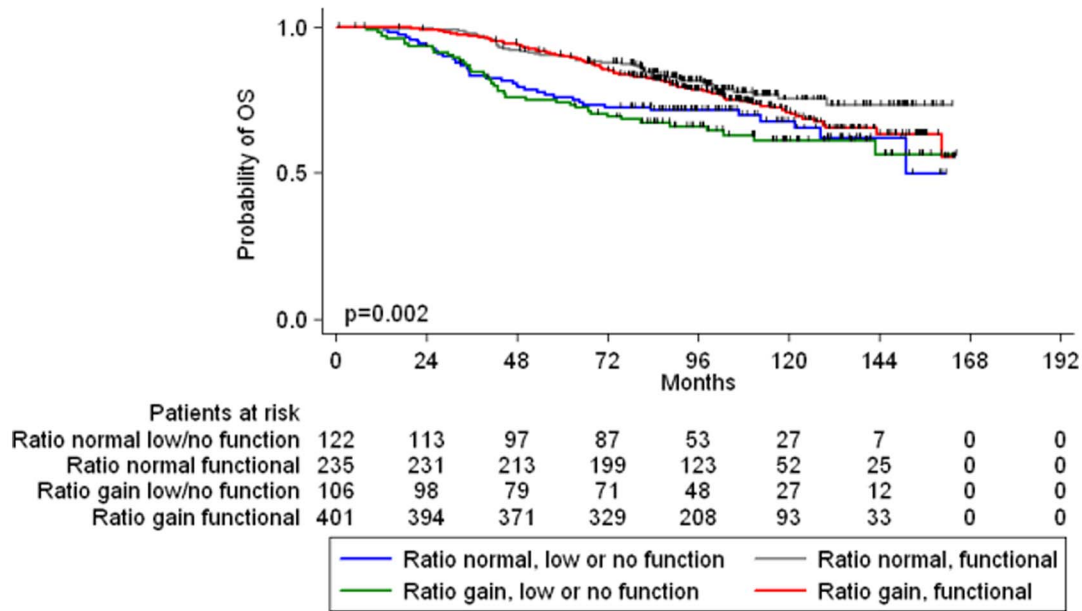 1.0
0.5
0.0
Probability of OS
p=0.002
0 24 48 72 96 120 144 168 192
Months
Patients at risk
Ratio normal low/no function 122 113 97 87 53 27 7 0 0
Ratio normal functional 235 231 213 199 123 52 25 0 0
Ratio gain low/no function 106 98 79 71 48 27 12 0 0
Ratio gain functional 401 394 371 329 208 93 33 0 0
Ratio normal, low or no function Ratio normal, functional
Ratio gain, low or no function Ratio gain, functional